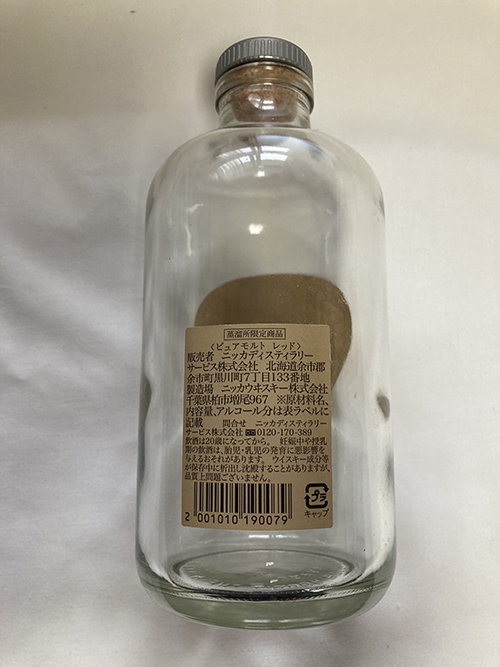 蒸溜所限定商品
〈ピュアモルト レッド〉
販売者 ニッカディスティラリー
サービス株式会社 北海道余市郡
余市町黒川町7丁目133番地
製造場 ニッカウヰスキー株式会社
千葉県柏市増尾967 ※原材料名、
内容量、アルコール分は表ラベルに
記載 問合せ ニッカディスティラリー
サービス株式会社 0120-170-389
飲酒は20歳になってから。 妊娠中や授乳
期の飲酒は、胎児・乳児の発育に悪影響を
与えるおそれがあります。 ウイスキー成分等
が保存中に析出し沈殿することがありますが、
品質上問題ございません。
2 001010 190079
プラ
キャップ